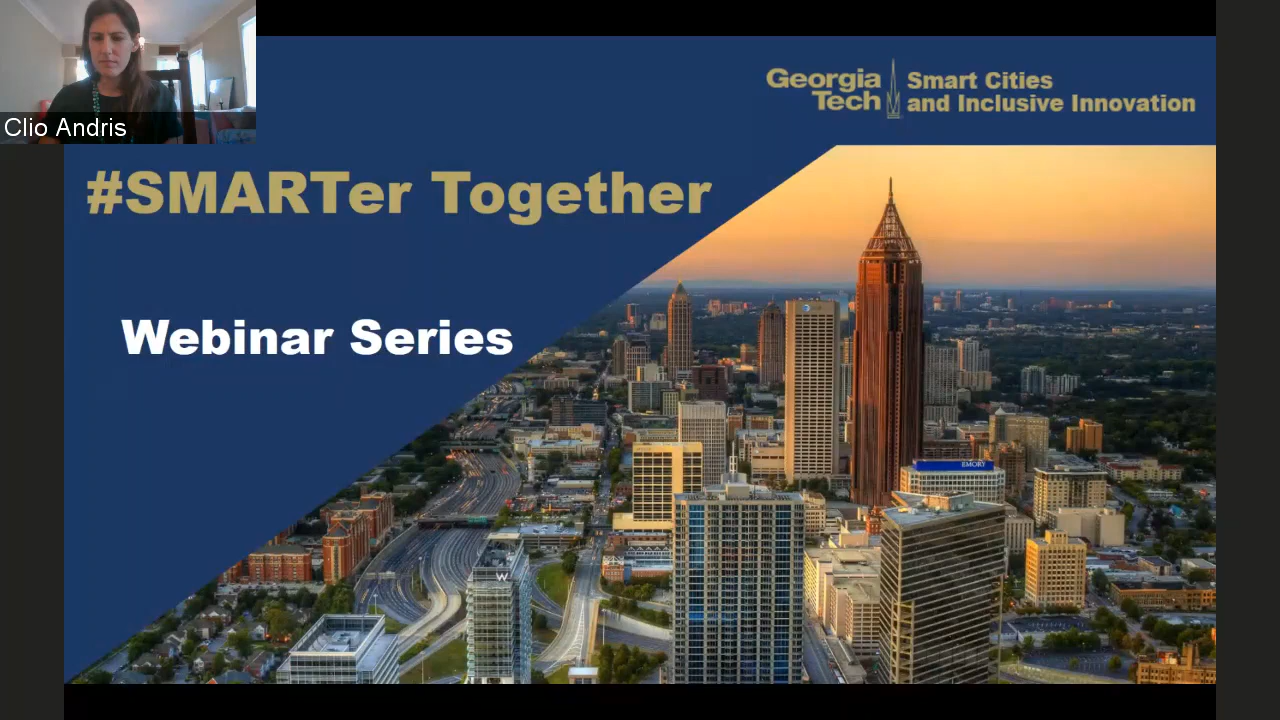 Clio Andris
Georgia Tech
Smart Cities
and Inclusive Innovation
#SMARTer Together
Webinar Series
EMORY
W